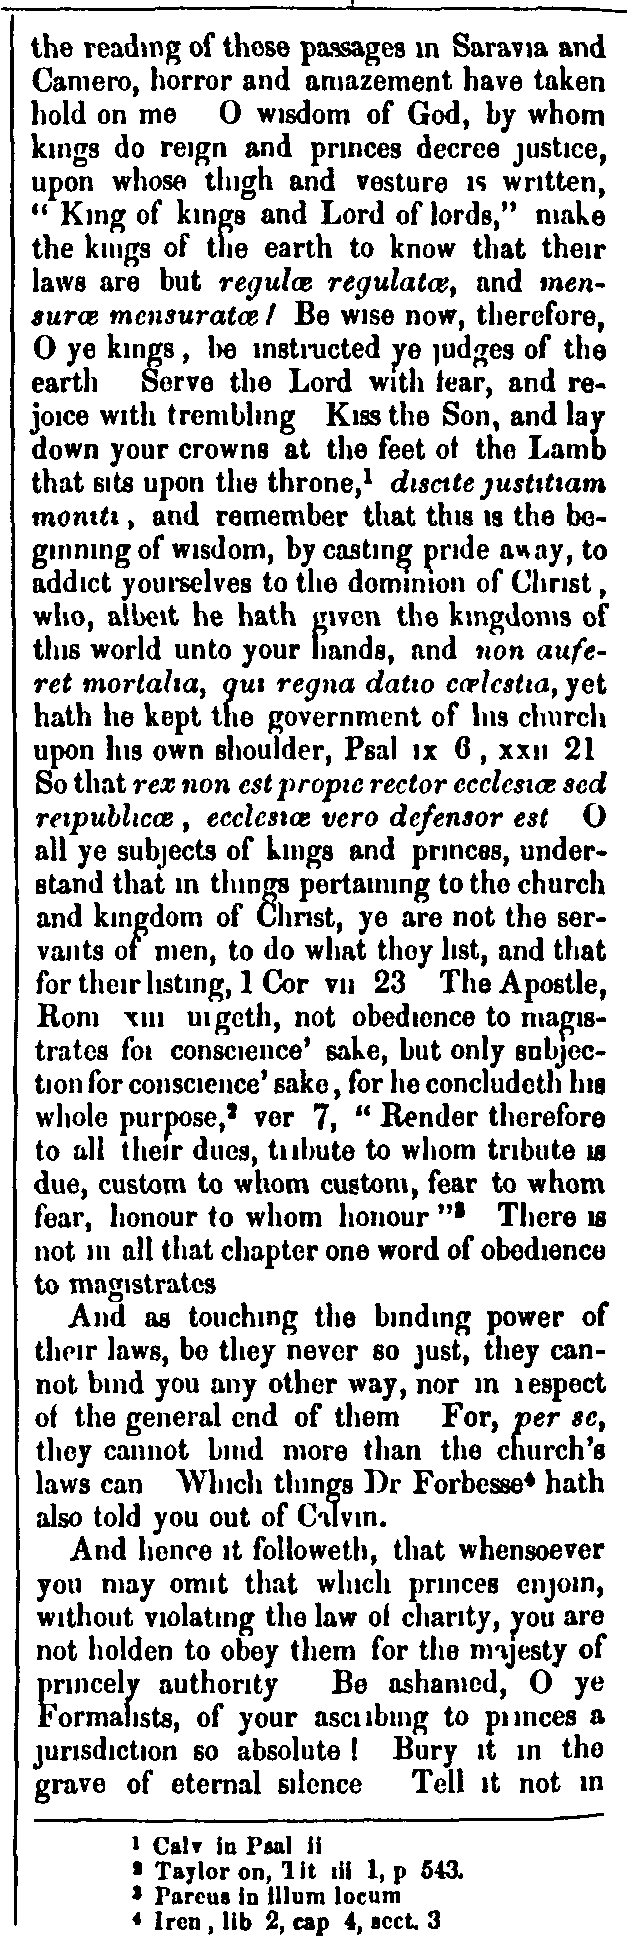 the reading of those passages in Saravia and
Camero, horror and amazement have taken
hold on me O wisdom of God, by whom
kings do reign and princes decree justice,
upon whose thigh and vesture is written,
“ King of kings and Lord of lords,” make
the kings of the earth to know that their
laws are but regulæ regulatæ, and men-
suræ mensuratæ! Be wise now, therefore,
O ye kings, be instructed ye judges of the
earth Serve the Lord with fear, and re-
joice with trembling Kiss the Son, and lay
down your crowns at the feet of the Lamb
that sits upon the throne,¹ discite justitiam
moniti, and remember that this is the be-
ginning of wisdom, by casting pride away, to
addict yourselves to the dominion of Christ,
who, albeit he hath given the kingdoms of
this world unto your hands, and non aufe-
ret mortalia, qui regna datio cœlestia, yet
hath he kept the government of his church
upon his own shoulder, Psal ix 6, xxii 21
So that rex non est propie rector ecclesiæ sed
reipublicæ, ecclesiæ vero defensor est O
all ye subjects of kings and princes, under-
stand that in things pertaining to the church
and kingdom of Christ, ye are not the ser-
vants of men, to do what they list, and that
for their listing, 1 Cor vii 23 The Apostle,
Rom xiii urgeth, not obedience to magis-
trates for conscience’ sake, but only subjec-
tion for conscience’ sake, for he concludeth his
whole purpose,² ver 7, “ Render therefore
to all their dues, tribute to whom tribute is
due, custom to whom custom, fear to whom
fear, honour to whom honour ”³ There is
not in all that chapter one word of obedience
to magistrates
And as touching the binding power of
their laws, be they never so just, they can-
not bind you any other way, nor in respect
of the general end of them For, per se,
they cannot bind more than the church’s
laws can Which things Dr Forbesse⁴ hath
also told you out of Calvin.
And hence it followeth, that whensoever
you may omit that which princes enjoin,
without violating the law of charity, you are
not holden to obey them for the majesty of
princely authority Be ashamed, O ye
Formalists, of your ascribing to princes a
jurisdiction so absolute! Bury it in the
grave of eternal silence Tell it not in
¹ Calv in Psal ii
² Taylor on, Tit iii 1, p 543.
³ Pareus in illum locum
⁴ Iren, lib 2, cap 4, sect. 3